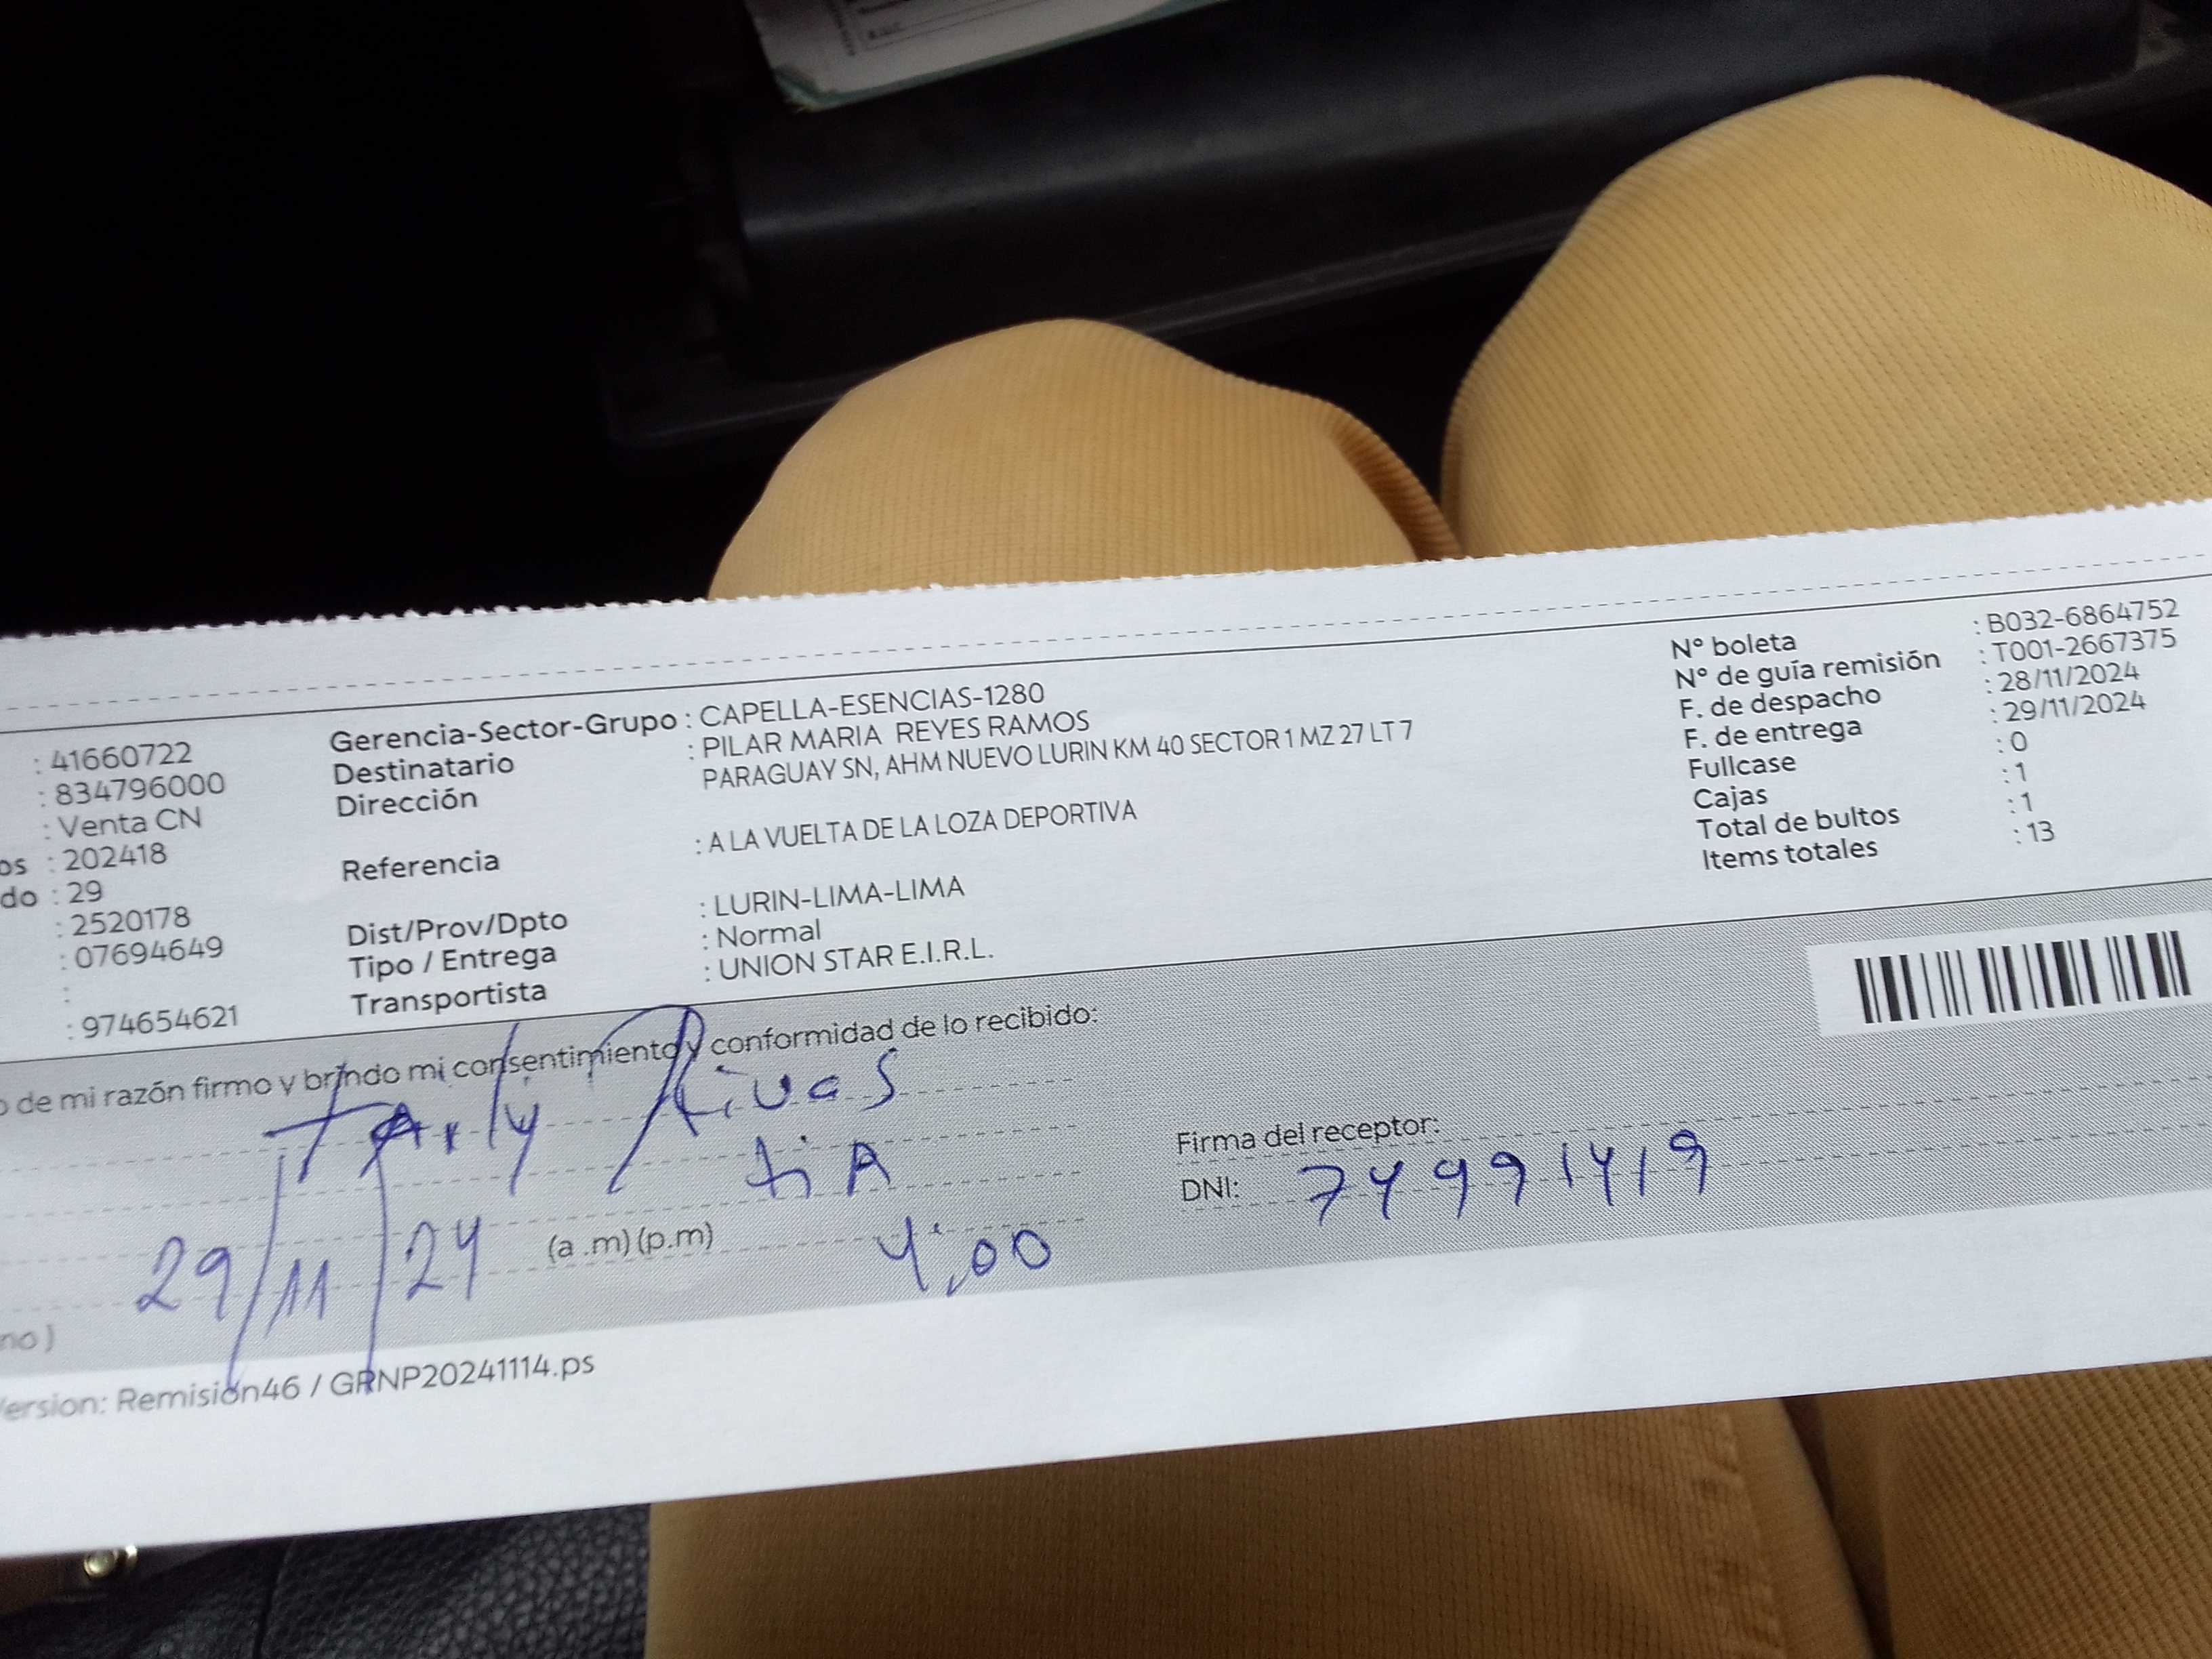 : 41660722
: 834796000
: Venta CN
os : 202418
do : 29
: 2520178
: 07694649
:
: 974654621
Gerencia-Sector-Grupo : CAPELLA-ESENCIAS-1280
Destinatario : PILAR MARIA REYES RAMOS
Dirección PARAGUAY SN, AHM NUEVO LURIN KM 40 SECTOR 1 MZ 27 LT 7
Referencia : A LA VUELTA DE LA LOZA DEPORTIVA
Dist/Prov/Dpto : LURIN-LIMA-LIMA
Tipo / Entrega : Normal
Transportista : UNION STAR E.I.R.L.
N° boleta : B032-6864752
N° de guía remisión : T001-2667375
F. de despacho : 28/11/2024
F. de entrega : 29/11/2024
Fullcase : 0
Cajas : 1
Total de bultos : 1
Items totales : 13
o de mi razón firmo y brindo mi consentimiento y conformidad de lo recibido:
Rivas
tiA
Firma del receptor:
DNI: 74991419
29/11/24 (a .m) (p.m) 4:00
no )
Version: Remisión46 / GRNP20241114.ps